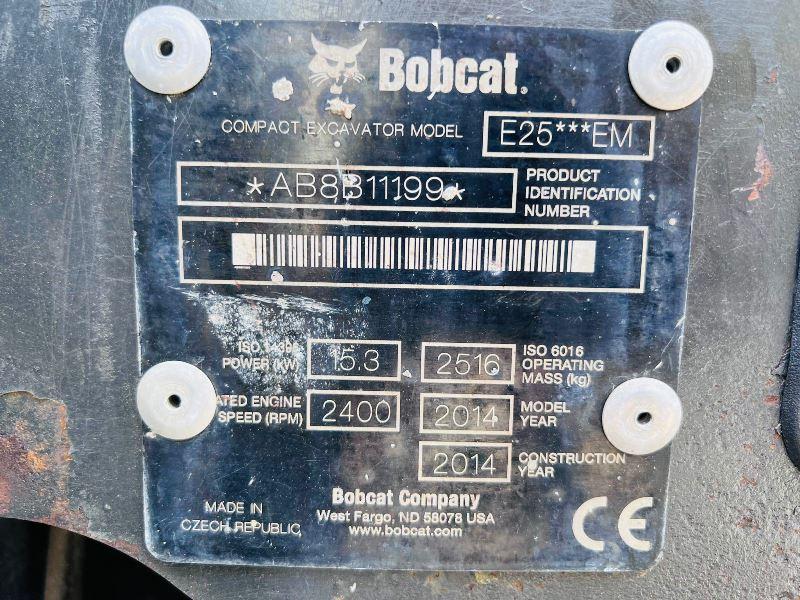 Bobcat.
COMPACT EXCAVATOR MODEL E25***EM
*AB8B11199* PRODUCT
IDENTIFICATION
NUMBER
ISO
POWER (kW) 15.3 2516 ISO 6016
OPERATING
MASS (kg)
ENGINE
SPEED (RPM) 2400 2014 MODEL
YEAR
2014 CONSTRUCTION
YEAR
MADE IN
CZECH REPUBLIC
Bobcat Company
West Fargo, ND 58078 USA
www.bobcat.com
CE